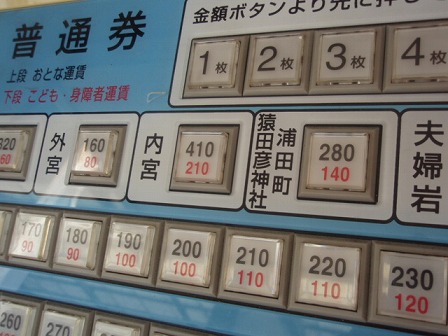 普通券
上段 おとな運賃
下段 こども・身障者運賃
金額ボタンより先に押
1枚 2枚 3枚 4枚
外宮 160 80
内宮 410 210
猿田彦神社 浦田町 280 140
夫婦岩
170 90
180 90
190 100
200 100
210 110
220 110
230 120
260
270